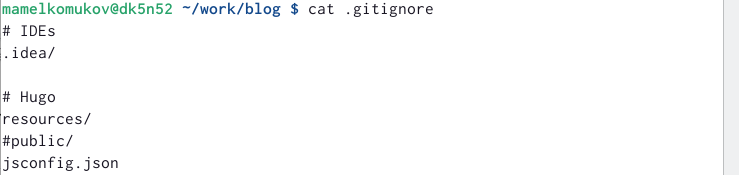 mamelkomukov@dk5n52 ~/work/blog $ cat .gitignore
# IDEs
.idea/

# Hugo
resources/
#public/
jsconfig.json